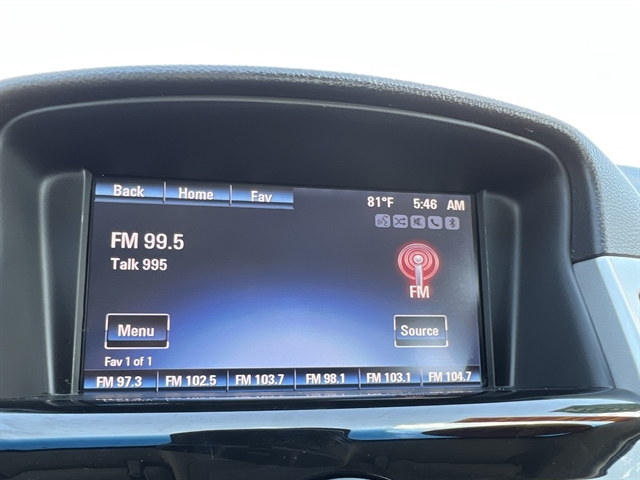 Back Home Fav 81°F 5:46 AM
FM 99.5
Talk 995
FM
Menu Source
Fav 1 of 1
FM 97.3 FM 102.5 FM 103.7 FM 98.1 FM 103.1 FM 104.7